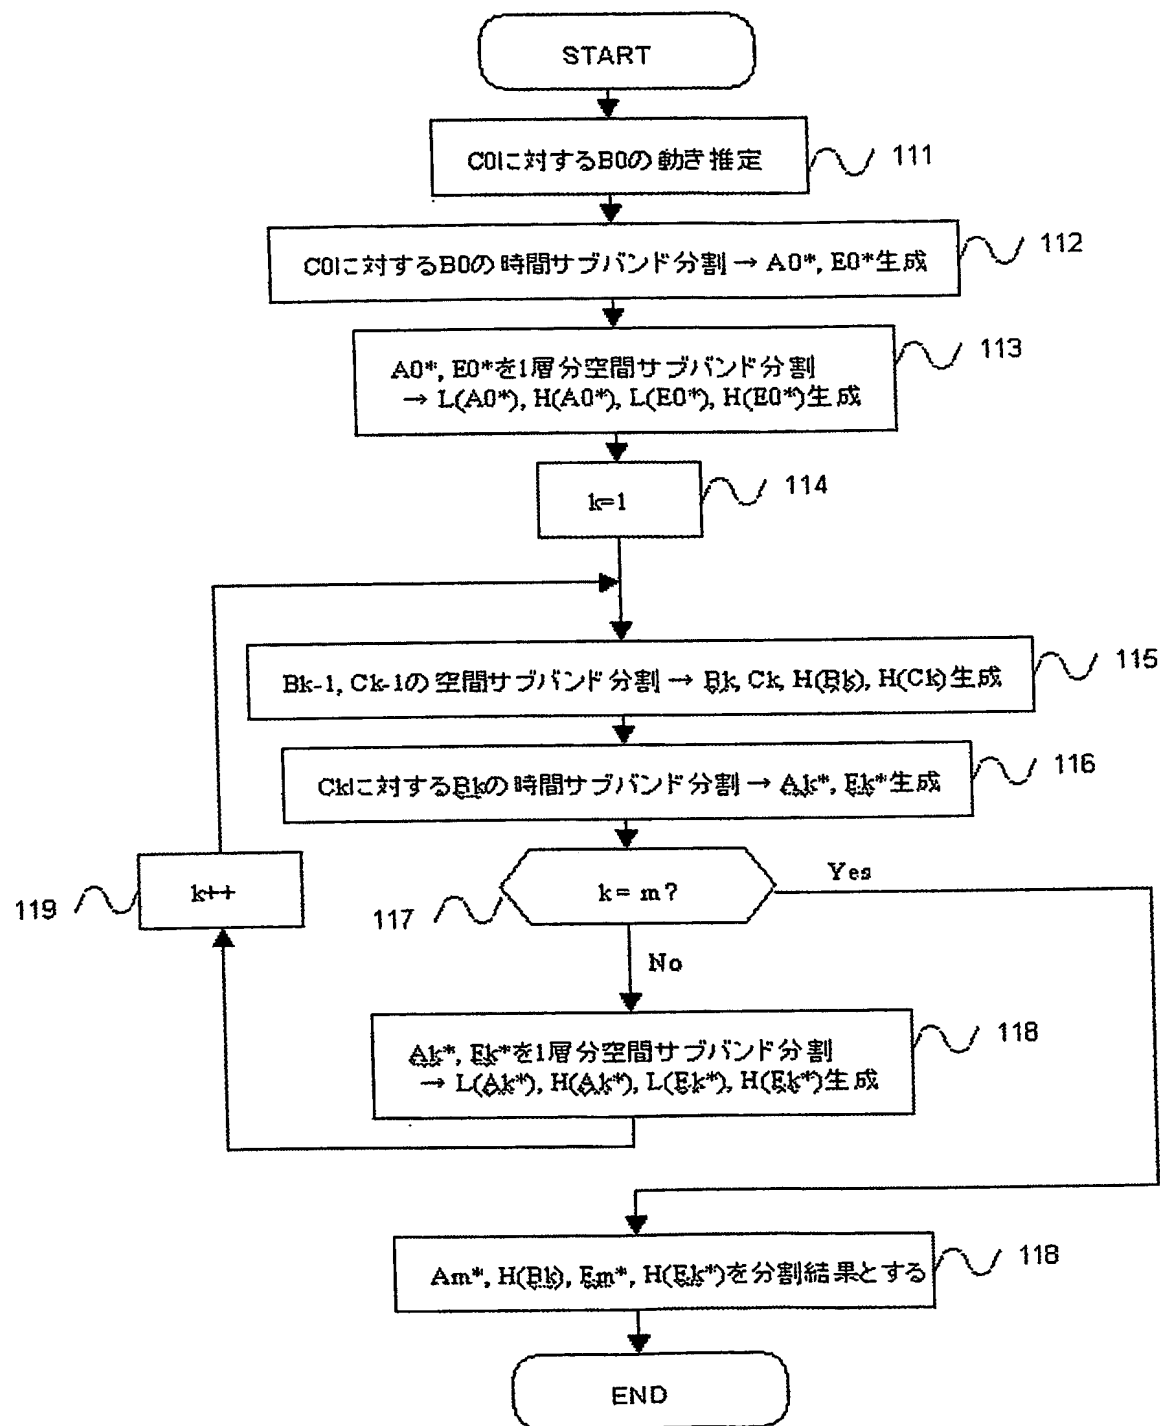 START
C0に対するB0の動き推定
111
C0に対するB0の時間サブバンド分割 → A0*, E0*生成
112
A0*, E0*を1層分空間サブバンド分割
→ L(A0*), H(A0*), L(E0*), H(E0*)生成
113
k=1
114
Bk-1, Ck-1の空間サブバンド分割 → Bk, Ck, H(Bk), H(Ck)生成
115
Ckに対するBkの時間サブバンド分割 → Ak*, Ek*生成
116
k= m?
117
Yes
No
k++
119
Ak*, Ek*を1層分空間サブバンド分割
→ L(Ak*), H(Ak*), L(Ek*), H(Ek*)生成
118
Am*, H(Bk), Em*, H(Ek*)を分割結果とする
118
END